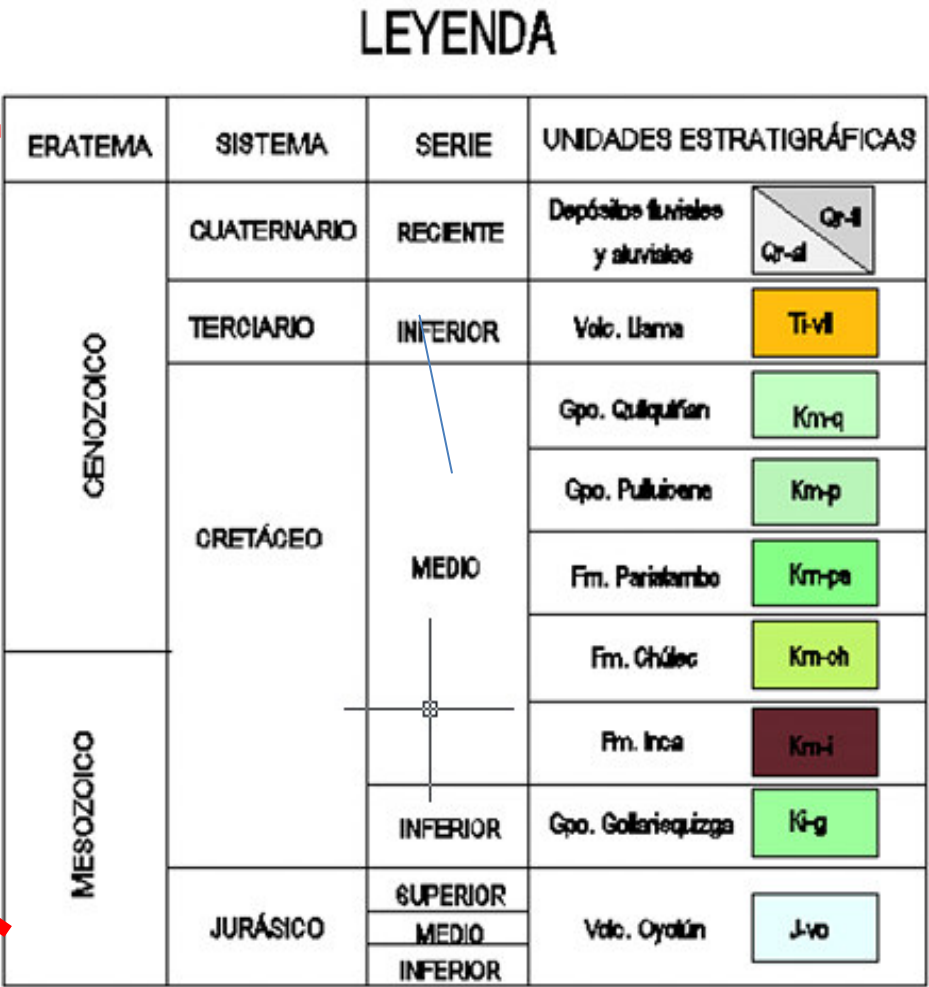 LEYENDA
ERATEMA SISTEMA SERIE UNIDADES ESTRATIGRÁFICAS
CENOZOICO
CUATERNARIO RECIENTE Depósitos fluviales
y aluviales
Qr-fl
Qr-al
TERCIARIO INFERIOR Volc. Llama Ti-vll
CRETÁCEO
MEDIO
Gpo. Quilquiñan Km-q
Gpo. Pulluicana Km-p
Fm. Pariatambo Km-pa
Fm. Chúlec Km-ch
MESOZOICO
Fm. Inca Km-i
INFERIOR Gpo. Gollarisquizga Ki-g
JURÁSICO
SUPERIOR
MEDIO
INFERIOR
Volc. Oyotún J-vo